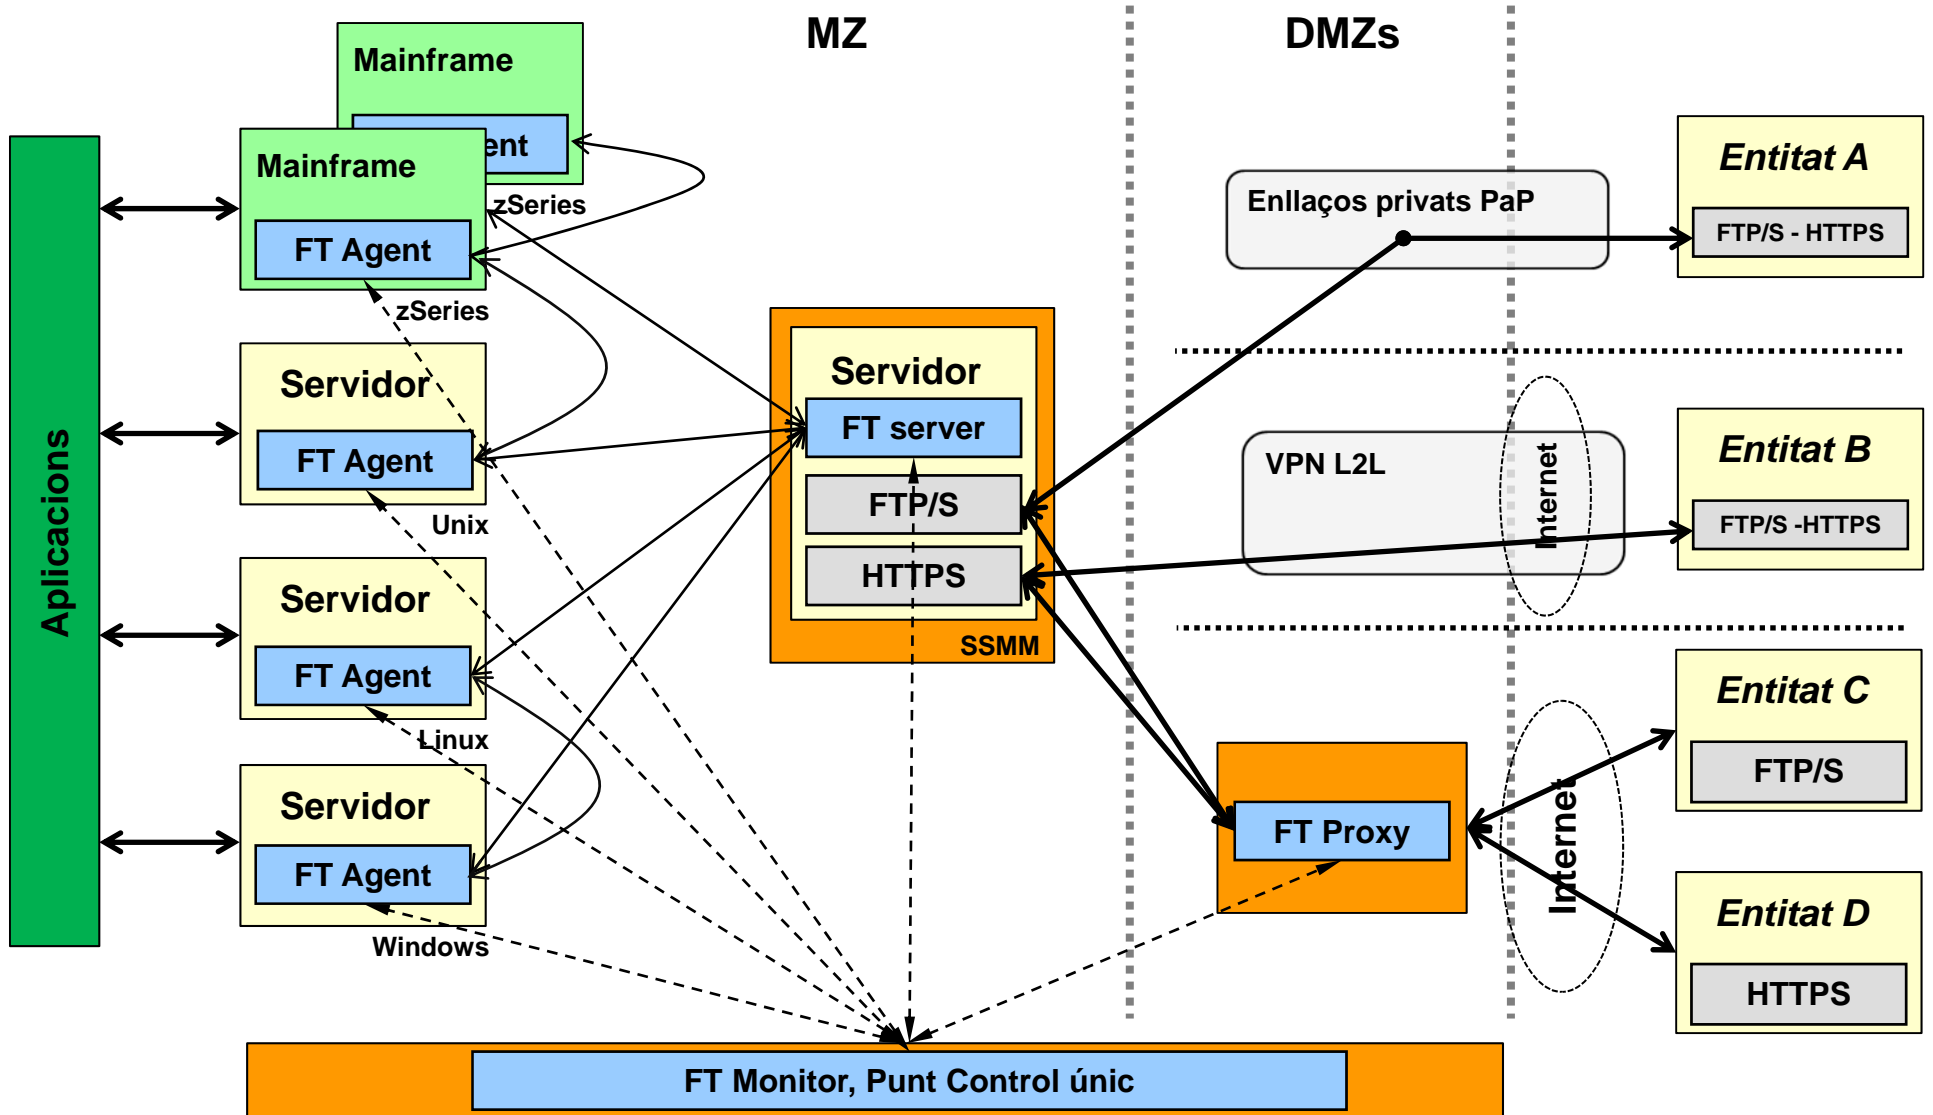 MZ
DMZs
Mainframe
ent
zSeries
Mainframe
FT Agent
zSeries
Servidor
FT Agent
Unix
Servidor
FT Agent
Linux
Servidor
FT Agent
Windows
Aplicacions
Servidor
FT server
FTP/S
HTTPS
SSMM
Enllaços privats PaP
VPN L2L
Internet
FT Proxy
Internet
Entitat A
FTP/S - HTTPS
Entitat B
FTP/S -HTTPS
Entitat C
FTP/S
Entitat D
HTTPS
FT Monitor, Punt Control únic